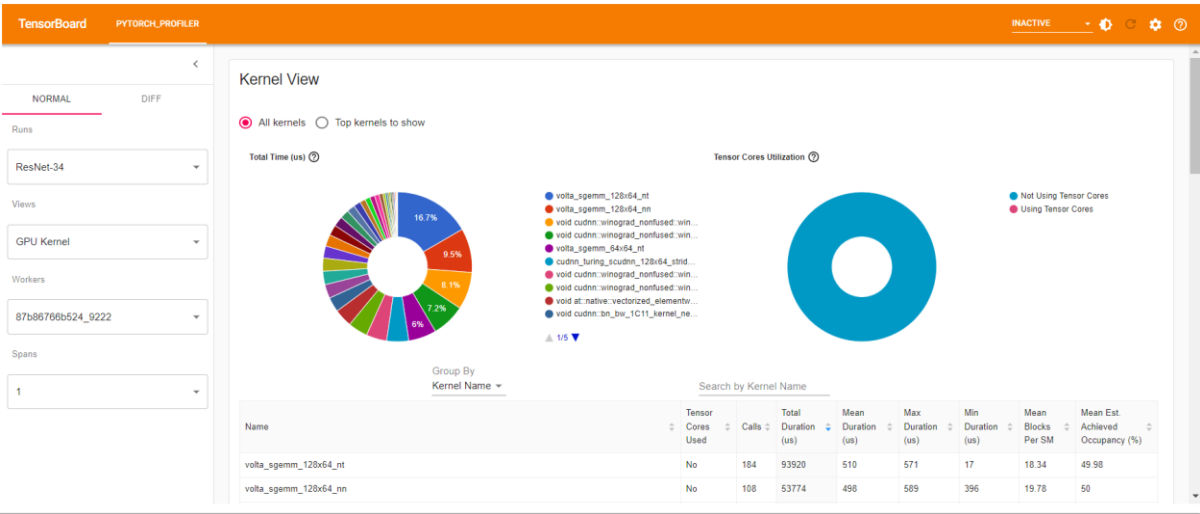 TensorBoard PYTORCH_PROFILER INACTIVE
NORMAL DIFF
Runs
ResNet-34
Views
GPU Kernel
Workers
87b86766b524_9222
Spans
1
Kernel View
All kernels Top kernels to show
Total Time (us)
16.7%
9.5%
8.1%
7.2%
6%
volta_sgemm_128x64_nt
volta_sgemm_128x64_nn
void cudnn::winograd_nonfused::win...
void cudnn::winograd_nonfused::win...
volta_sgemm_64x64_nt
cudnn_turing_scudnn_128x64_strid...
void cudnn::winograd_nonfused::win...
void cudnn::winograd_nonfused::win...
void at::native::vectorized_elementw...
void cudnn::bn_bw_1C11_kernel_ne...
1/5
Tensor Cores Utilization
Not Using Tensor Cores
Using Tensor Cores
Group By
Kernel Name
Search by Kernel Name
Name Tensor Cores Used Calls Total Duration (us) Mean Duration (us) Max Duration (us) Min Duration (us) Mean Blocks Per SM Mean Est. Achieved Occupancy (%)
volta_sgemm_128x64_nt No 184 93920 510 571 17 18.34 49.98
volta_sgemm_128x64_nn No 108 53774 498 589 396 19.78 50